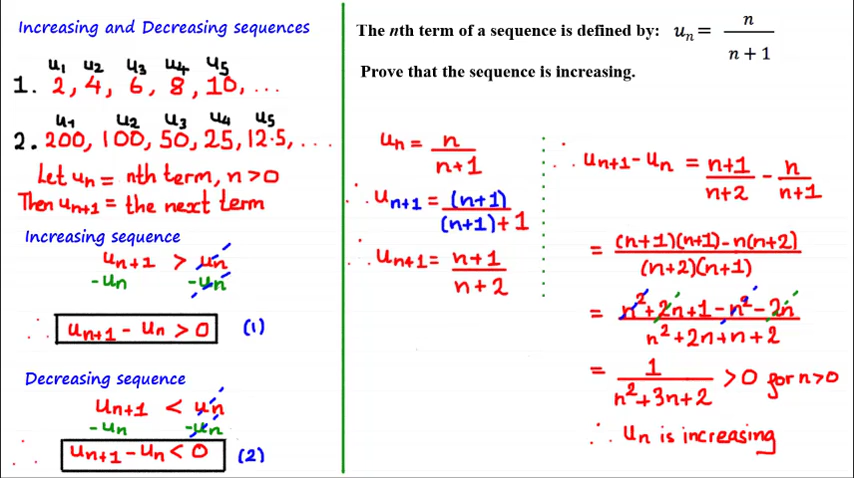 Increasing and Decreasing sequences
u₁ u₂ u₃ u₄ u₅
1. 2, 4, 6, 8, 10, ...
u₁ u₂ u₃ u₄ u₅
2. 200, 100, 50, 25, 12·5, ...
Let uₙ = nth term, n>0
Then uₙ₊₁ = the next term
Increasing sequence
uₙ₊₁ > uₙ
-uₙ -uₙ
∴ uₙ₊₁ - uₙ > 0 (1)
Decreasing sequence
uₙ₊₁ < uₙ
-uₙ -uₙ
∴ uₙ₊₁ - uₙ < 0 (2)
The nth term of a sequence is defined by: uₙ = n / n + 1
Prove that the sequence is increasing.
uₙ = n / n+1
∴ uₙ₊₁ = (n+1) / (n+1)+1
∴ uₙ₊₁ = n+1 / n+2
∴ uₙ₊₁ - uₙ = n+1 / n+2 - n / n+1
= (n+1)(n+1) - n(n+2) / (n+2)(n+1)
= n²+2n+1-n²-2n / n²+2n+n+2
= 1 / n²+3n+2 >0 for n>0
∴ uₙ is increasing